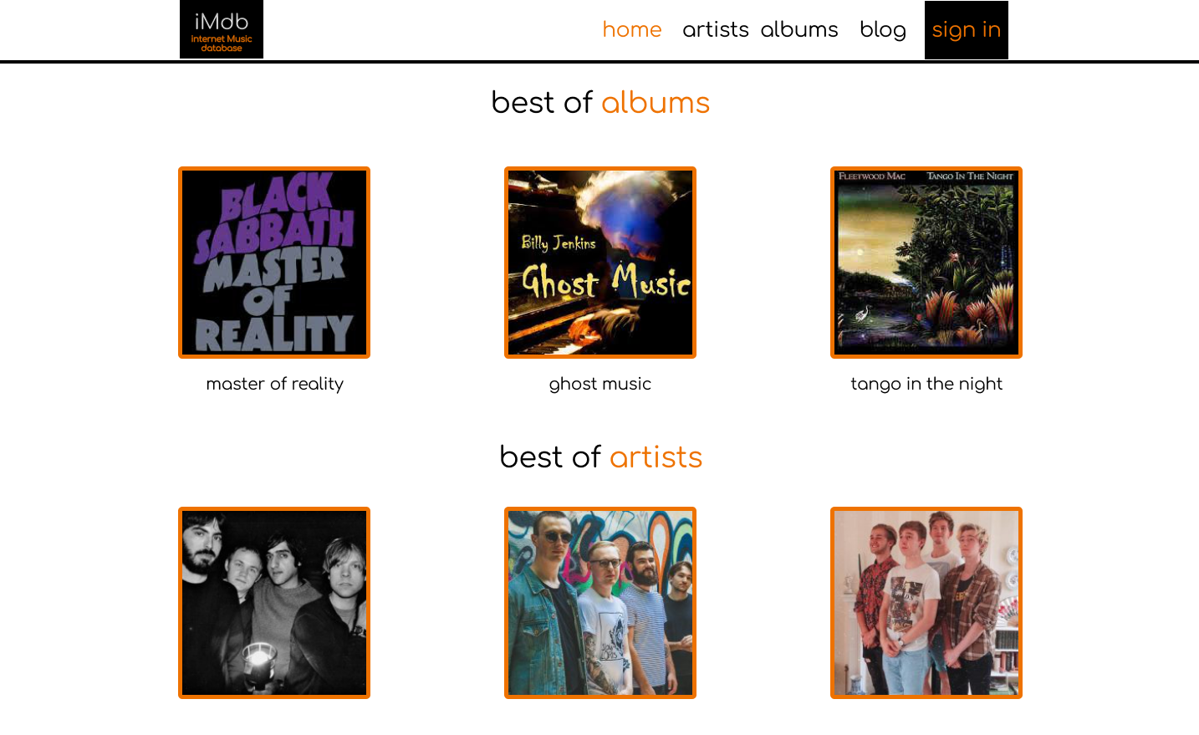 iMdb
Internet Music
database
home artists albums blog sign in
best of albums
BLACK
SABBATH
MASTER
OF
REALITY
Billy Jenkins
Ghost Music
FLEETWOOD MAC TANGO IN THE NIGHT
master of reality
ghost music
tango in the night
best of artists